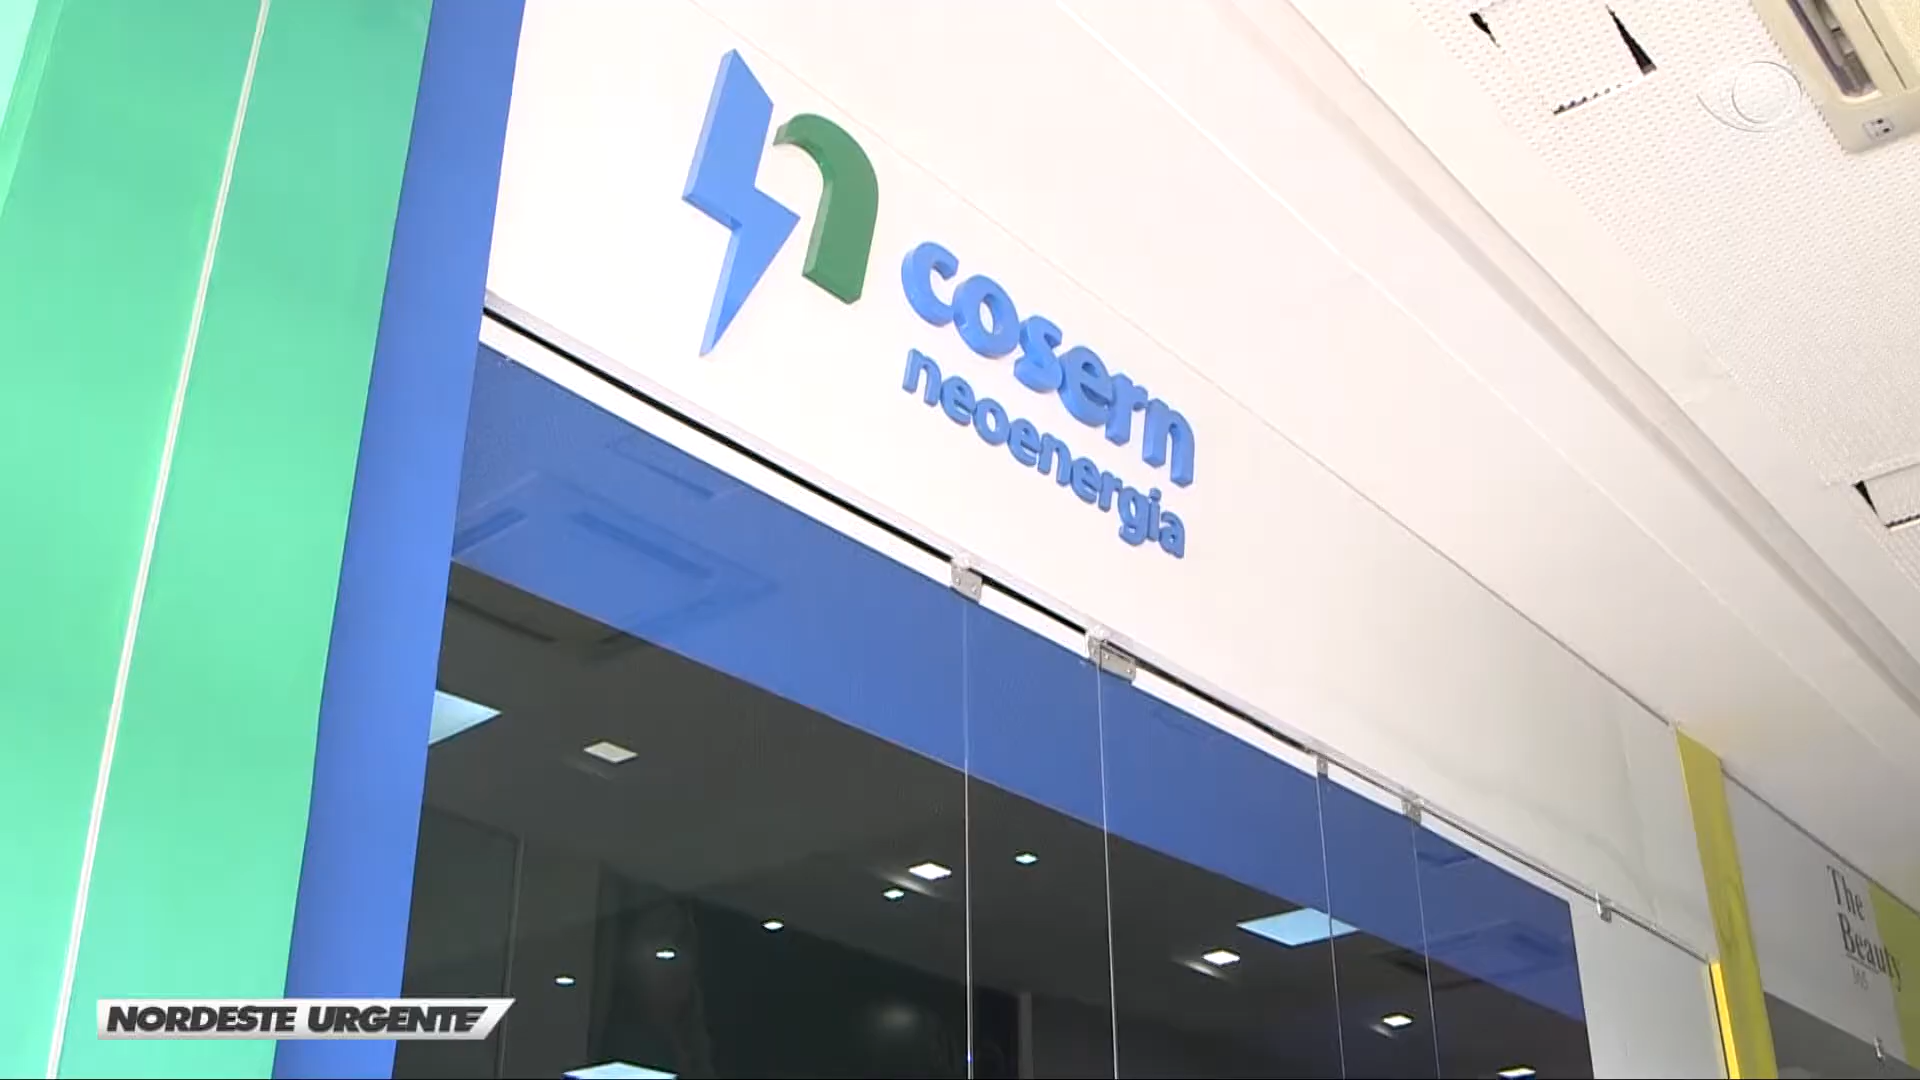 cosern
neoenergia
The
Beauty
NORDESTE URGENTE